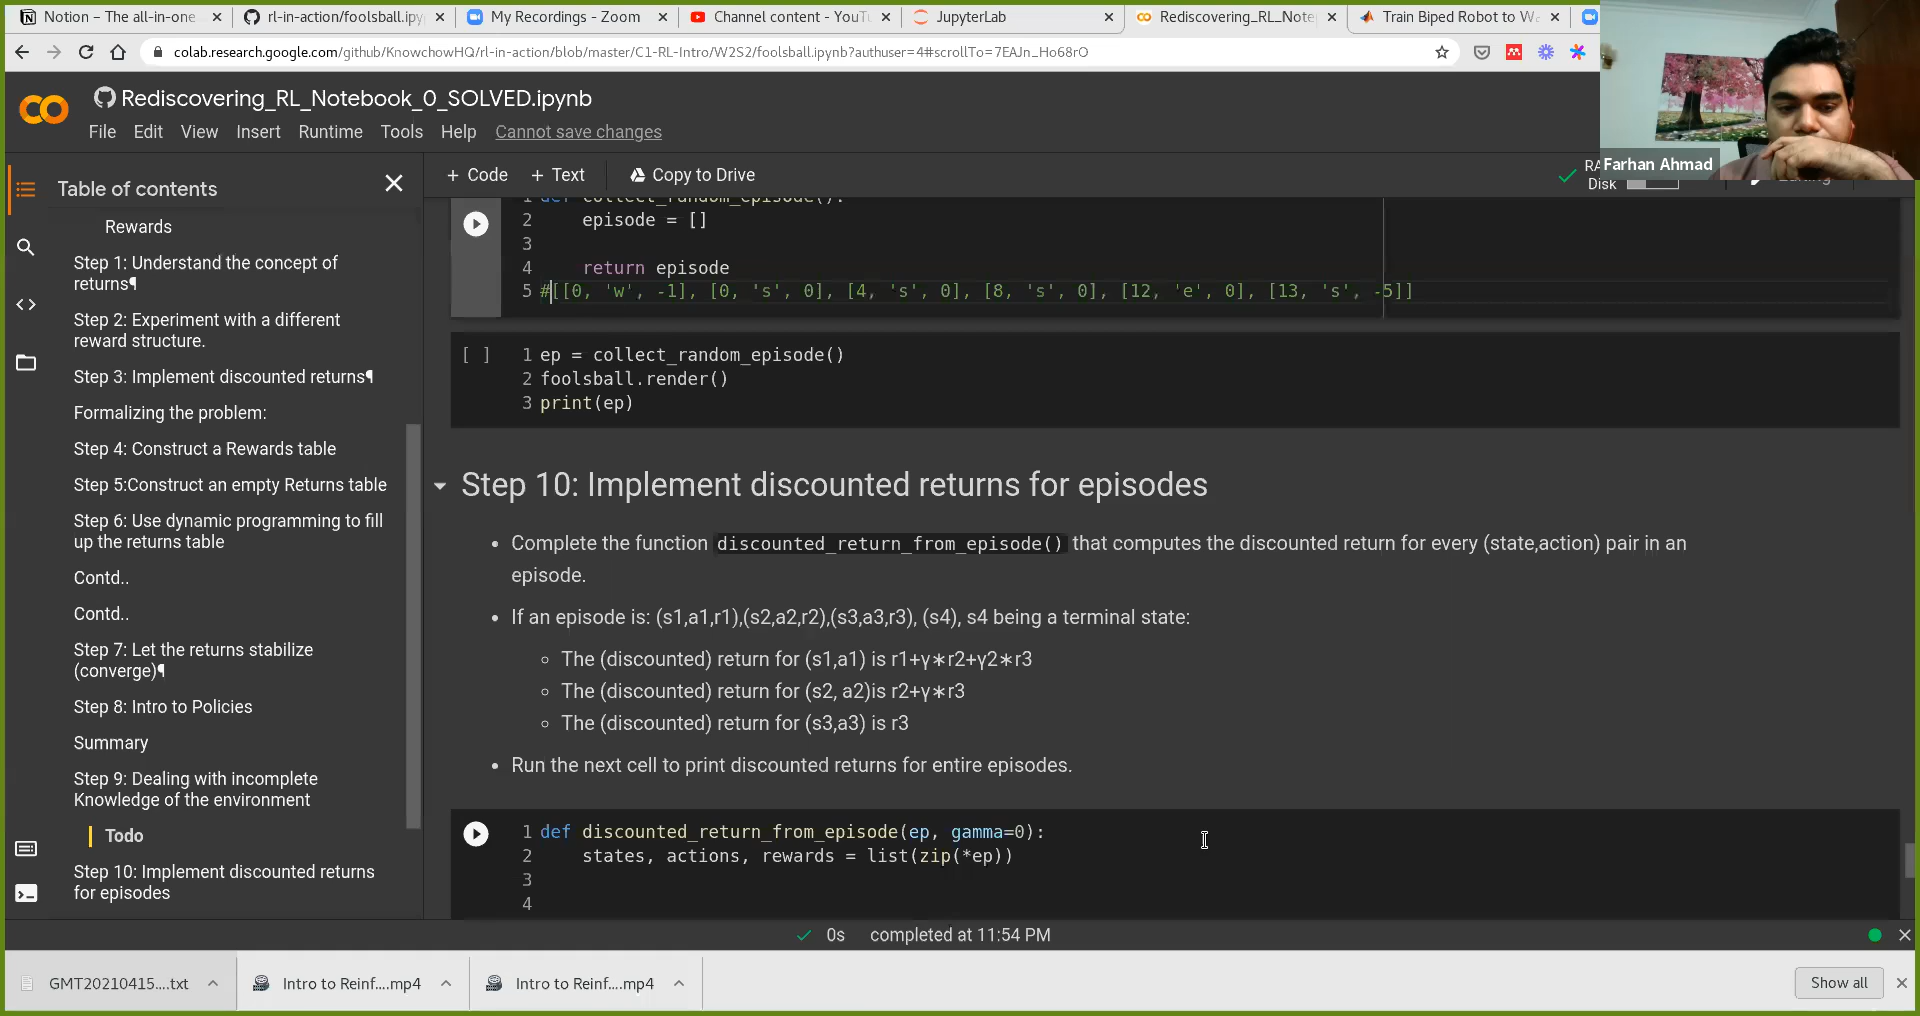 Notion – The all-in-one
rl-in-action/foolsball.ipy
My Recordings - Zoom
Channel content - YouTu
JupyterLab
Rediscovering_RL_Note
Train Biped Robot to Wa
colab.research.google.com/github/KnowchowHQ/rl-in-action/blob/master/C1-RL-Intro/W2S2/foolsball.ipynb?authuser=4#scrollTo=7EAJn_Ho68rO
Rediscovering_RL_Notebook_0_SOLVED.ipynb
File Edit View Insert Runtime Tools Help Cannot save changes
Farhan Ahmad
+ Code + Text Copy to Drive
Disk
Table of contents
Rewards
Step 1: Understand the concept of
returns¶
Step 2: Experiment with a different
reward structure.
Step 3: Implement discounted returns¶
Formalizing the problem:
Step 4: Construct a Rewards table
Step 5:Construct an empty Returns table
Step 6: Use dynamic programming to fill
up the returns table
Contd..
Contd..
Step 7: Let the returns stabilize
(converge)¶
Step 8: Intro to Policies
Summary
Step 9: Dealing with incomplete
Knowledge of the environment
Todo
Step 10: Implement discounted returns
for episodes
1 def collect_random_episode():
2 episode = []
3
4 return episode
5 #[[0, 'w', -1], [0, 's', 0], [4, 's', 0], [8, 's', 0], [12, 'e', 0], [13, 's', -5]]
[ ] 1 ep = collect_random_episode()
2 foolsball.render()
3 print(ep)
Step 10: Implement discounted returns for episodes
• Complete the function discounted_return_from_episode() that computes the discounted return for every (state,action) pair in an
episode.
• If an episode is: (s1,a1,r1),(s2,a2,r2),(s3,a3,r3), (s4), s4 being a terminal state:
◦ The (discounted) return for (s1,a1) is r1+γ∗r2+γ2∗r3
◦ The (discounted) return for (s2, a2)is r2+γ∗r3
◦ The (discounted) return for (s3,a3) is r3
• Run the next cell to print discounted returns for entire episodes.
1 def discounted_return_from_episode(ep, gamma=0):
2 states, actions, rewards = list(zip(*ep))
3
4
0s completed at 11:54 PM
GMT20210415....txt
Intro to Reinf....mp4
Intro to Reinf....mp4
Show all